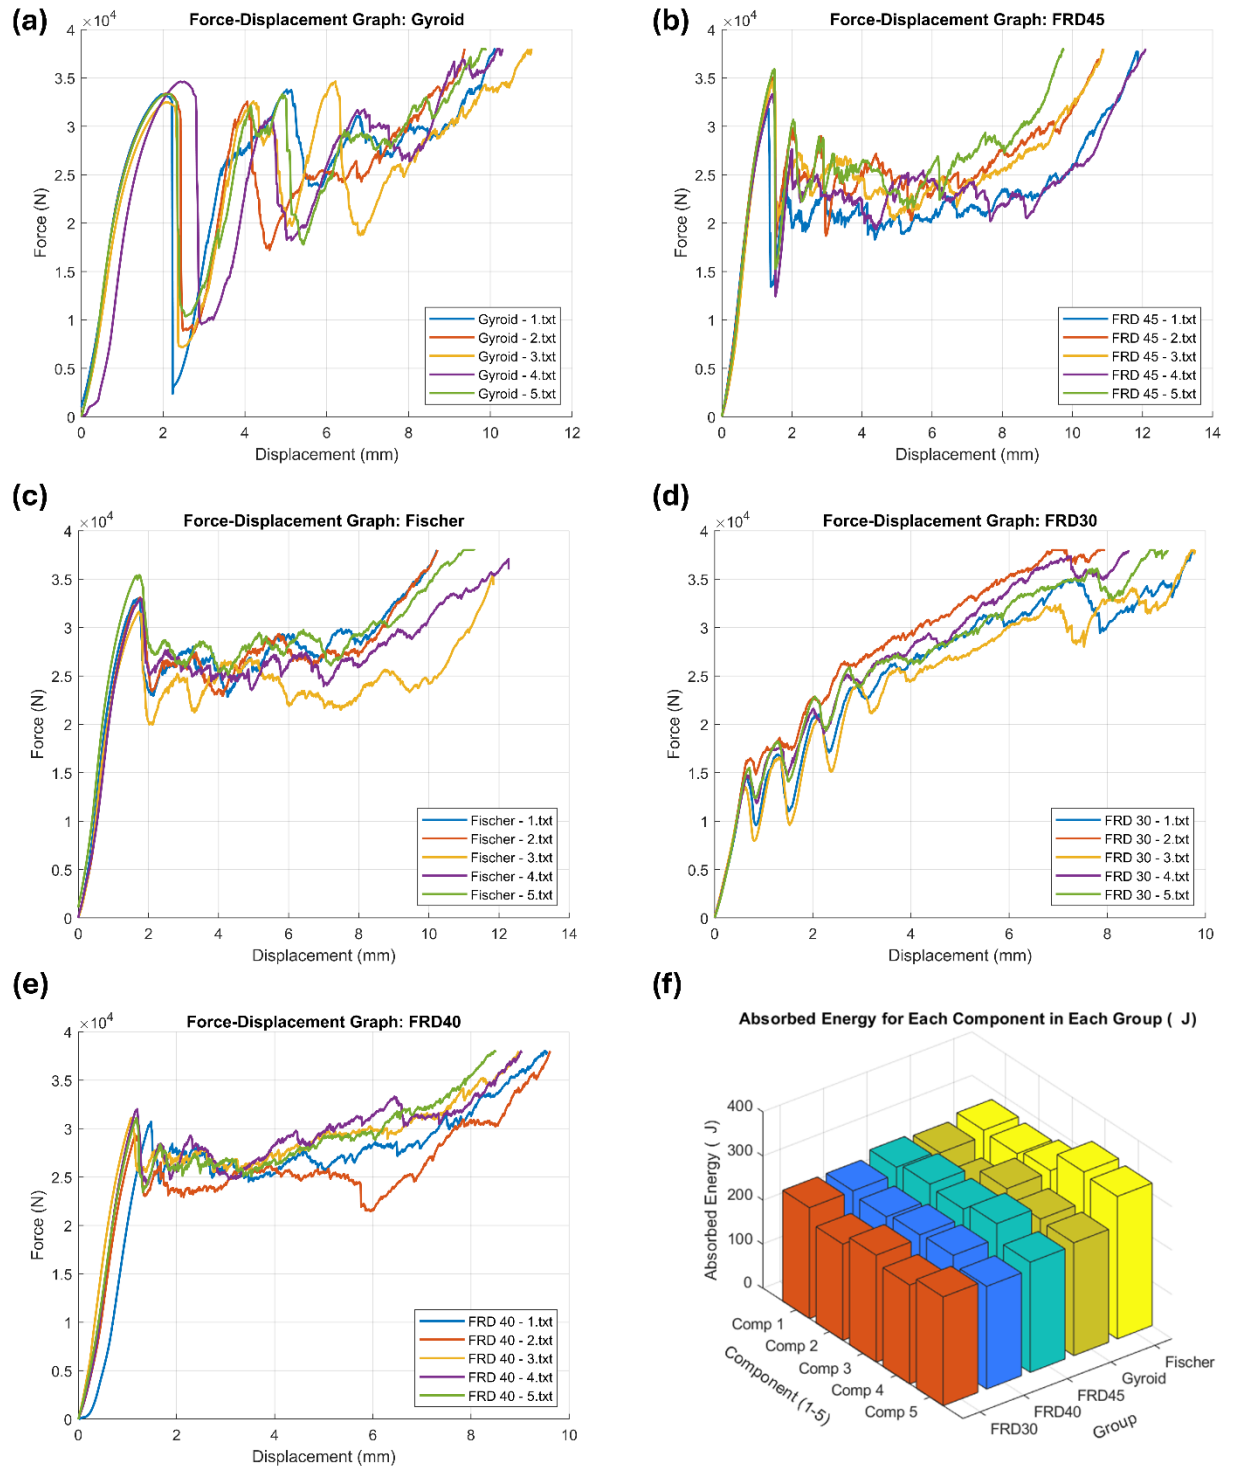 (a)
Force-Displacement Graph: Gyroid
×10⁴
4
3.5
3
2.5
2
1.5
1
0.5
0
Force (N)
0 2 4 6 8 10 12
Displacement (mm)
Gyroid - 1.txt
Gyroid - 2.txt
Gyroid - 3.txt
Gyroid - 4.txt
Gyroid - 5.txt
(b)
Force-Displacement Graph: FRD45
×10⁴
4
3.5
3
2.5
2
1.5
1
0.5
0
Force (N)
0 2 4 6 8 10 12 14
Displacement (mm)
FRD 45 - 1.txt
FRD 45 - 2.txt
FRD 45 - 3.txt
FRD 45 - 4.txt
FRD 45 - 5.txt
(c)
Force-Displacement Graph: Fischer
×10⁴
4
3.5
3
2.5
2
1.5
1
0.5
0
Force (N)
0 2 4 6 8 10 12 14
Displacement (mm)
Fischer - 1.txt
Fischer - 2.txt
Fischer - 3.txt
Fischer - 4.txt
Fischer - 5.txt
(d)
Force-Displacement Graph: FRD30
×10⁴
4
3.5
3
2.5
2
1.5
1
0.5
0
Force (N)
0 2 4 6 8 10
Displacement (mm)
FRD 30 - 1.txt
FRD 30 - 2.txt
FRD 30 - 3.txt
FRD 30 - 4.txt
FRD 30 - 5.txt
(e)
Force-Displacement Graph: FRD40
×10⁴
4
3.5
3
2.5
2
1.5
1
0.5
0
Force (N)
0 2 4 6 8 10
Displacement (mm)
FRD 40 - 1.txt
FRD 40 - 2.txt
FRD 40 - 3.txt
FRD 40 - 4.txt
FRD 40 - 5.txt
(f)
Absorbed Energy for Each Component in Each Group ( J)
400
300
200
100
0
Absorbed Energy ( J)
Comp 1
Comp 2
Comp 3
Comp 4
Comp 5
Component (1-5)
FRD30
FRD40
FRD45
Gyroid
Fischer
Group